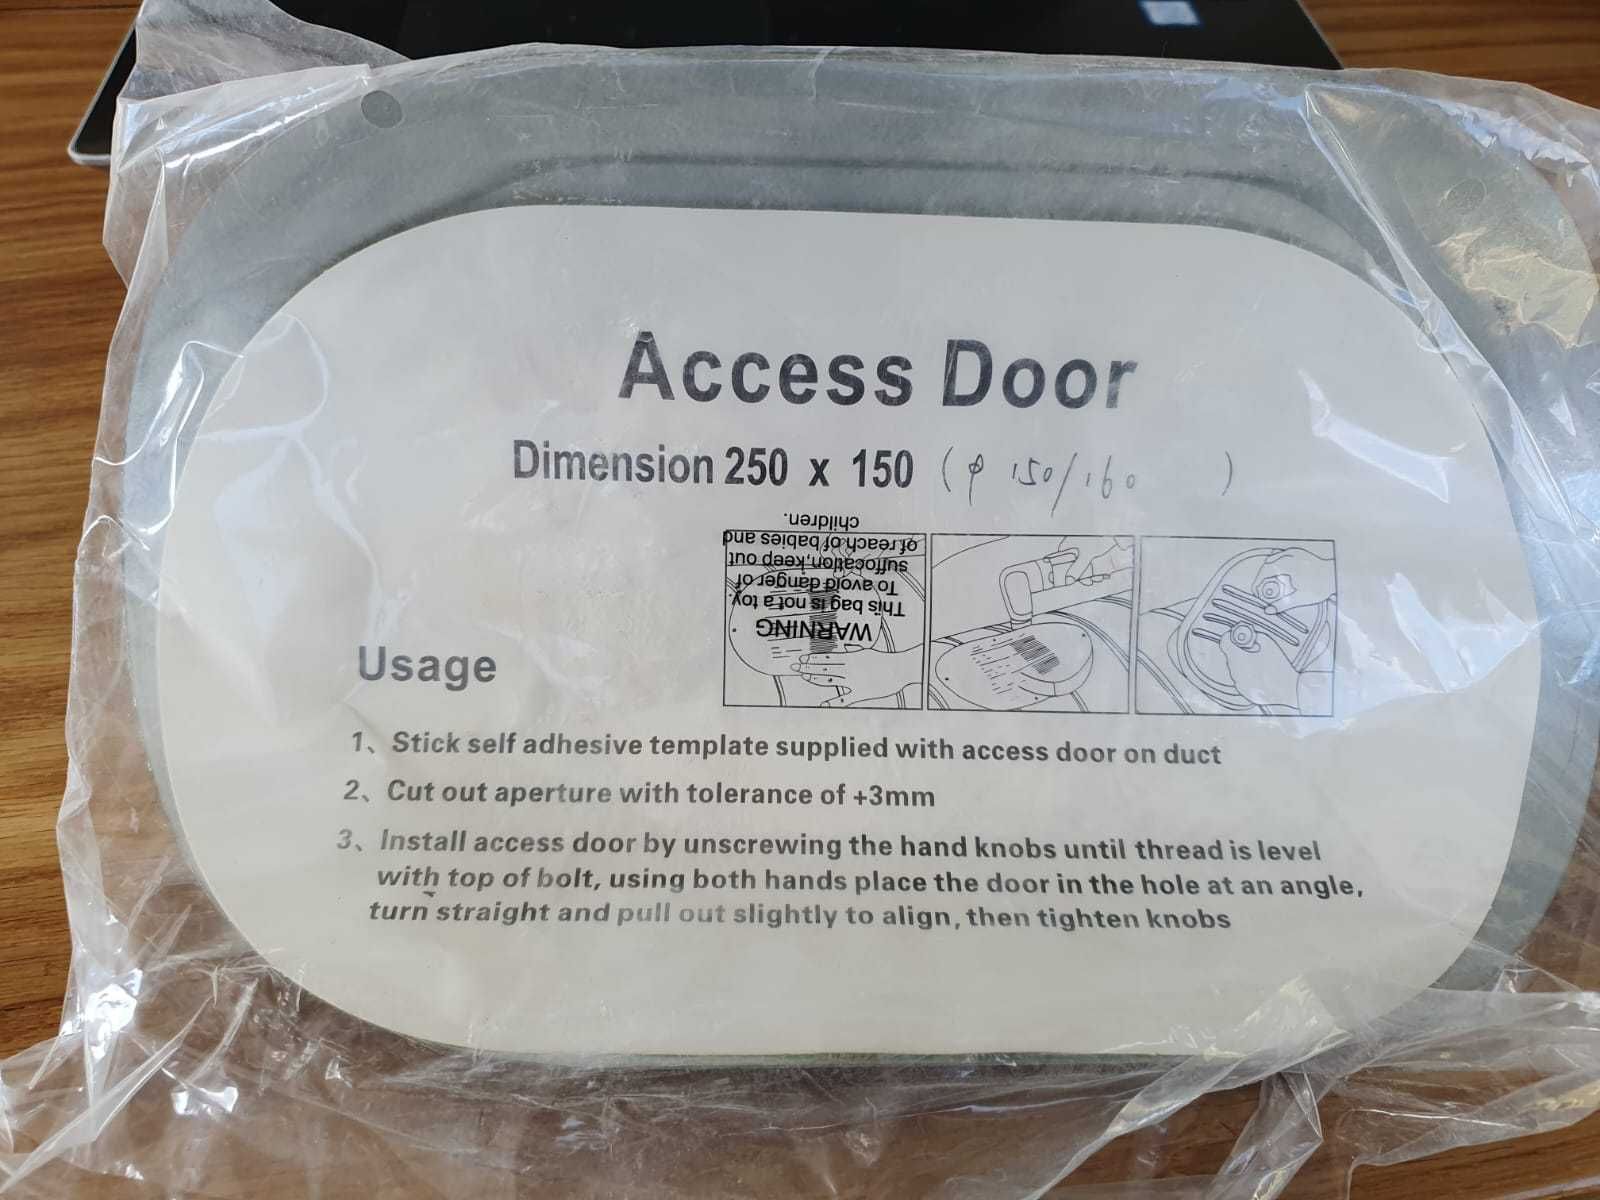 Access Door
Dimension 250 x 150 (φ 150/160 )
WARNING
This bag is not a toy.
To avoid danger of
suffocation,keep out
of reach of babies and
children.
Usage
1、Stick self adhesive template supplied with access door on duct
2、Cut out aperture with tolerance of +3mm
3、Install access door by unscrewing the hand knobs until thread is level
with top of bolt, using both hands place the door in the hole at an angle,
turn straight and pull out slightly to align, then tighten knobs